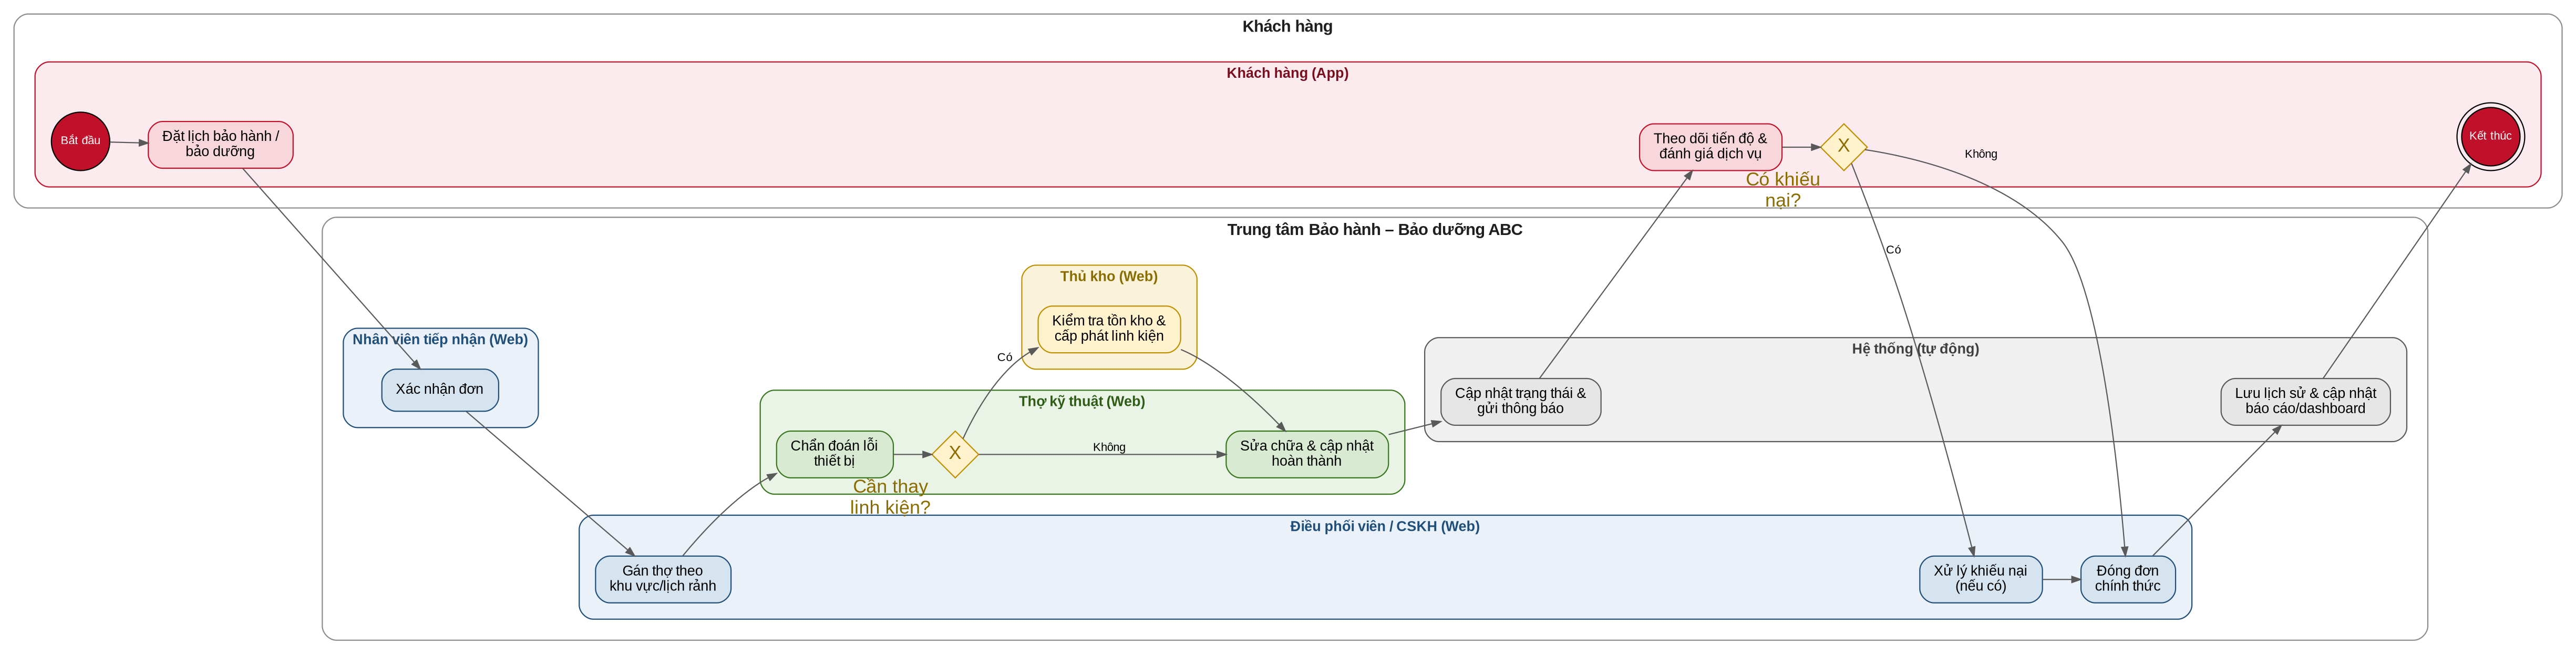 Khách hàng
Khách hàng (App)
Bắt đầu
Đặt lịch bảo hành /
bảo dưỡng
Theo dõi tiến độ &
đánh giá dịch vụ
X
Có khiếu
nại?
Không
Kết thúc
Trung tâm Bảo hành – Bảo dưỡng ABC
Có
Thủ kho (Web)
Kiểm tra tồn kho &
cấp phát linh kiện
Có
Nhân viên tiếp nhận (Web)
Xác nhận đơn
Hệ thống (tự động)
Cập nhật trạng thái &
gửi thông báo
Lưu lịch sử & cập nhật
báo cáo/dashboard
Thợ kỹ thuật (Web)
Chẩn đoán lỗi
thiết bị
X
Cần thay
linh kiện?
Không
Sửa chữa & cập nhật
hoàn thành
Điều phối viên / CSKH (Web)
Gán thợ theo
khu vực/lịch rảnh
Xử lý khiếu nại
(nếu có)
Đóng đơn
chính thức